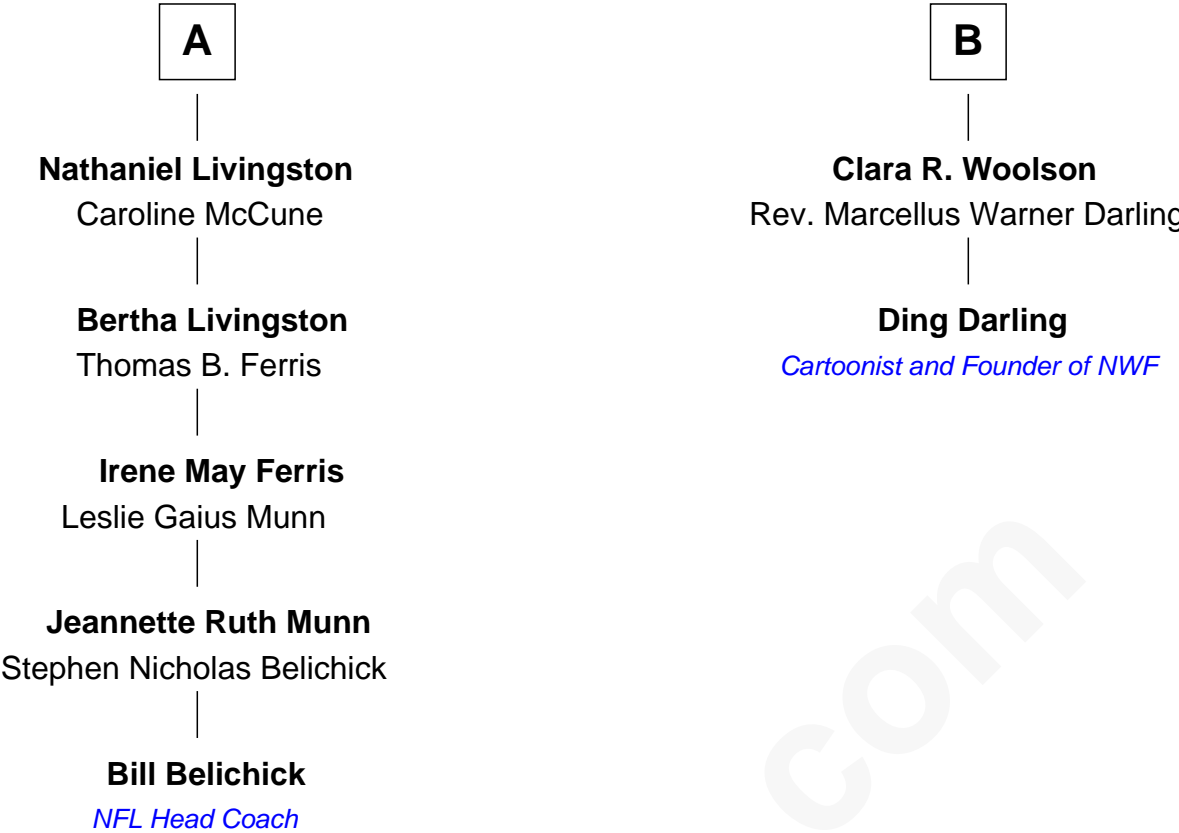 A
Nathaniel Livingston
Caroline McCune
Bertha Livingston
Thomas B. Ferris
Irene May Ferris
Leslie Gaius Munn
Jeannette Ruth Munn
Stephen Nicholas Belichick
Bill Belichick
NFL Head Coach
B
Clara R. Woolson
Rev. Marcellus Warner Darling
Ding Darling
Cartoonist and Founder of NWF
com